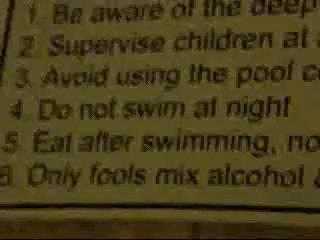 1. Be aware of the deep
2. Supervise children at
3. Avoid using the pool
4. Do not swim at night
5. Eat after swimming, no
6. Only fools mix alcohol